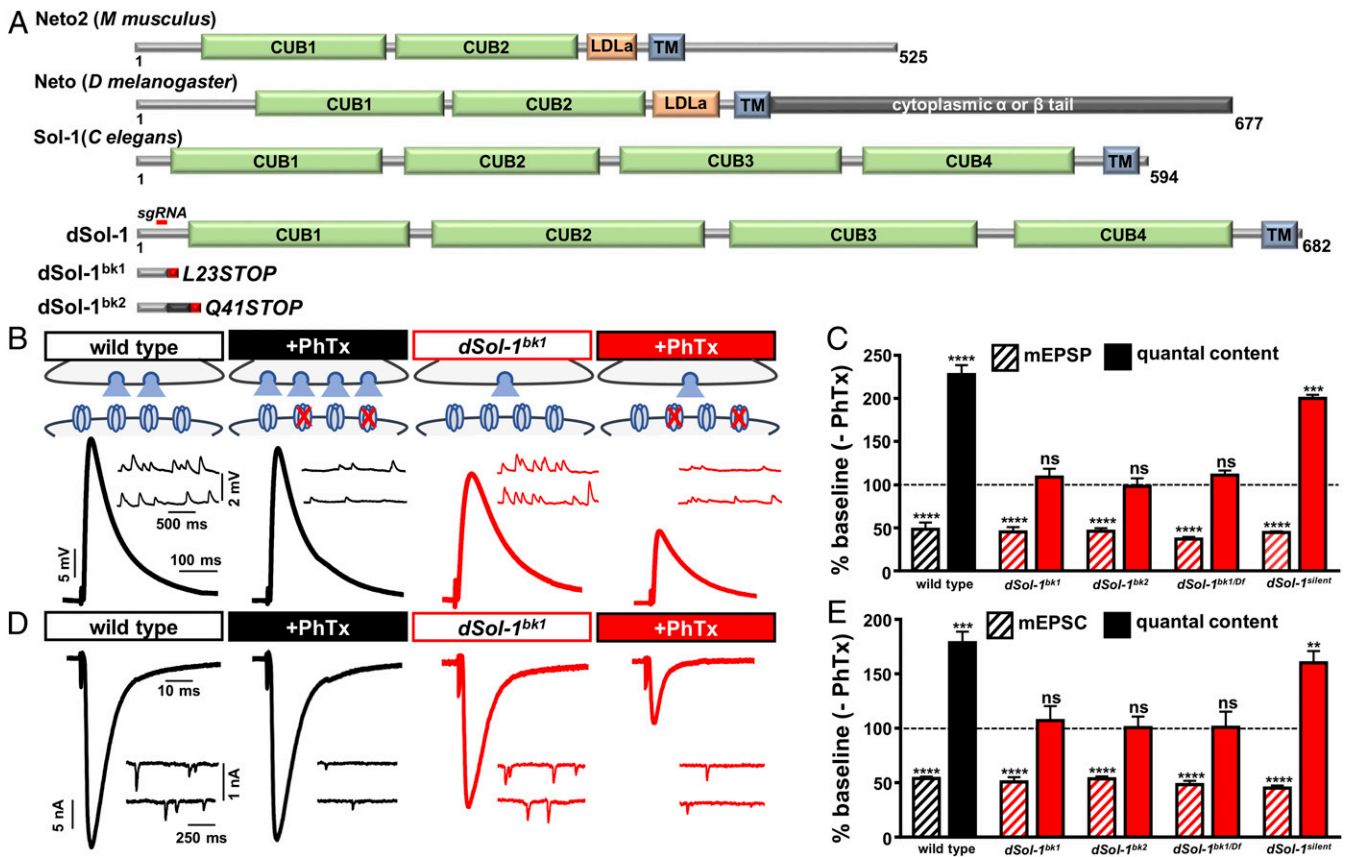 A
Neto2 (M musculus)
CUB1 CUB2 LDLa TM
1 525
Neto (D melanogaster)
CUB1 CUB2 LDLa TM cytoplasmic α or β tail
1 677
Sol-1(C elegans)
CUB1 CUB2 CUB3 CUB4 TM
1 594
sgRNA
dSol-1 CUB1 CUB2 CUB3 CUB4 TM
1 682
dSol-1bk1 L23STOP
dSol-1bk2 Q41STOP
B
wild type +PhTx dSol-1bk1 +PhTx
2 mV
500 ms
5 mV
100 ms
C
% baseline (- PhTx)
250
200
150
100
50
0
mEPSP quantal content
**** **** **** ns **** ns **** ns **** ***
wild type dSol-1bk1 dSol-1bk2 dSol-1bk1/Df dSol-1silent
D
wild type +PhTx dSol-1bk1 +PhTx
10 ms
1 nA
5 nA
250 ms
E
% baseline (- PhTx)
200
150
100
50
0
mEPSC quantal content
**** *** **** ns **** ns **** ns **** **
wild type dSol-1bk1 dSol-1bk2 dSol-1bk1/Df dSol-1silent